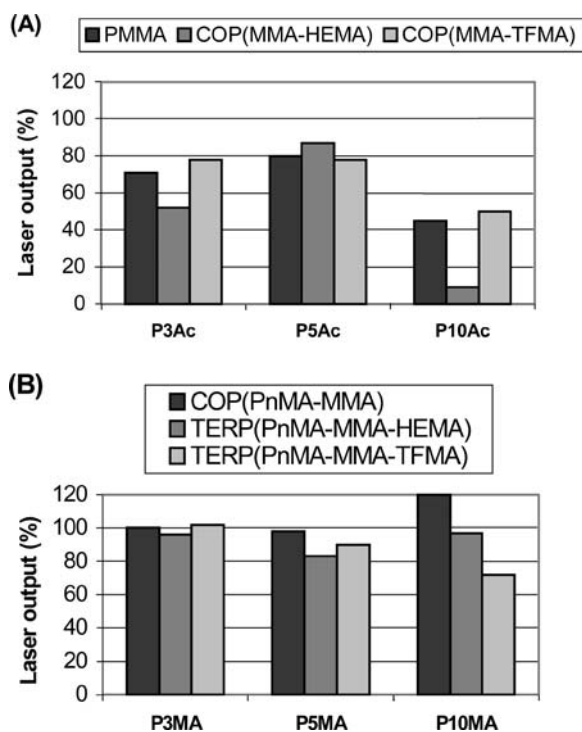 (A)
PMMA COP(MMA-HEMA) COP(MMA-TFMA)
Laser output (%)
120
100
80
60
40
20
0
P3Ac P5Ac P10Ac
(B)
COP(PnMA-MMA)
TERP(PnMA-MMA-HEMA)
TERP(PnMA-MMA-TFMA)
Laser output (%)
120
100
80
60
40
20
0
P3MA P5MA P10MA